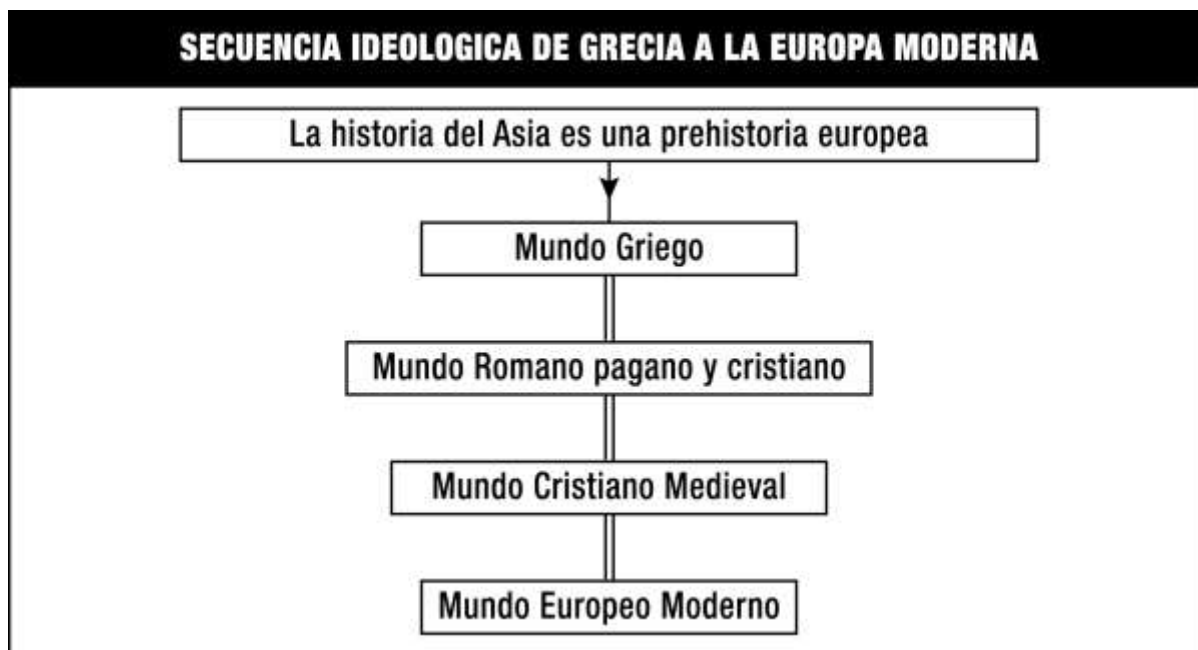 SECUENCIA IDEOLOGICA DE GRECIA A LA EUROPA MODERNA
La historia del Asia es una prehistoria europea
Mundo Griego
Mundo Romano pagano y cristiano
Mundo Cristiano Medieval
Mundo Europeo Moderno